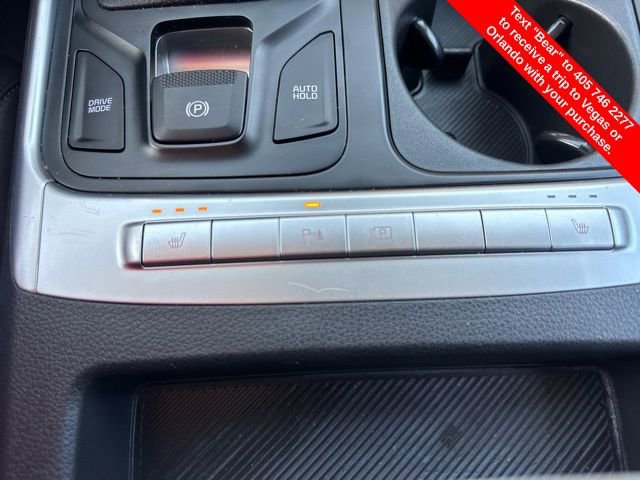 Text "Bear" to 405 746 2277
to receive a trip to Vegas or
Orlando with your purchase.
DRIVE
MODE
P
AUTO
HOLD
P
P